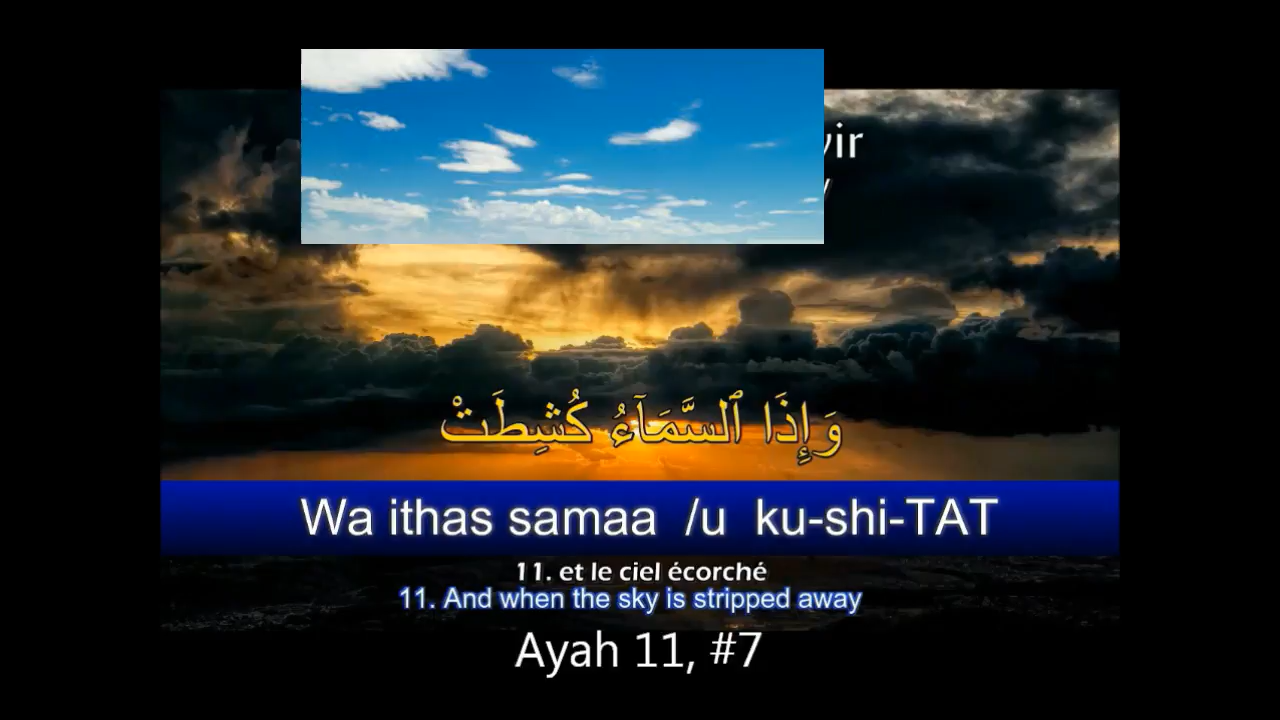 وَإِذَا ٱلسَّمَآءُ كُشِطَتْ
Wa ithas samaa /u ku-shi-TAT
11. et le ciel écorché
11. And when the sky is stripped away
Ayah 11, #7